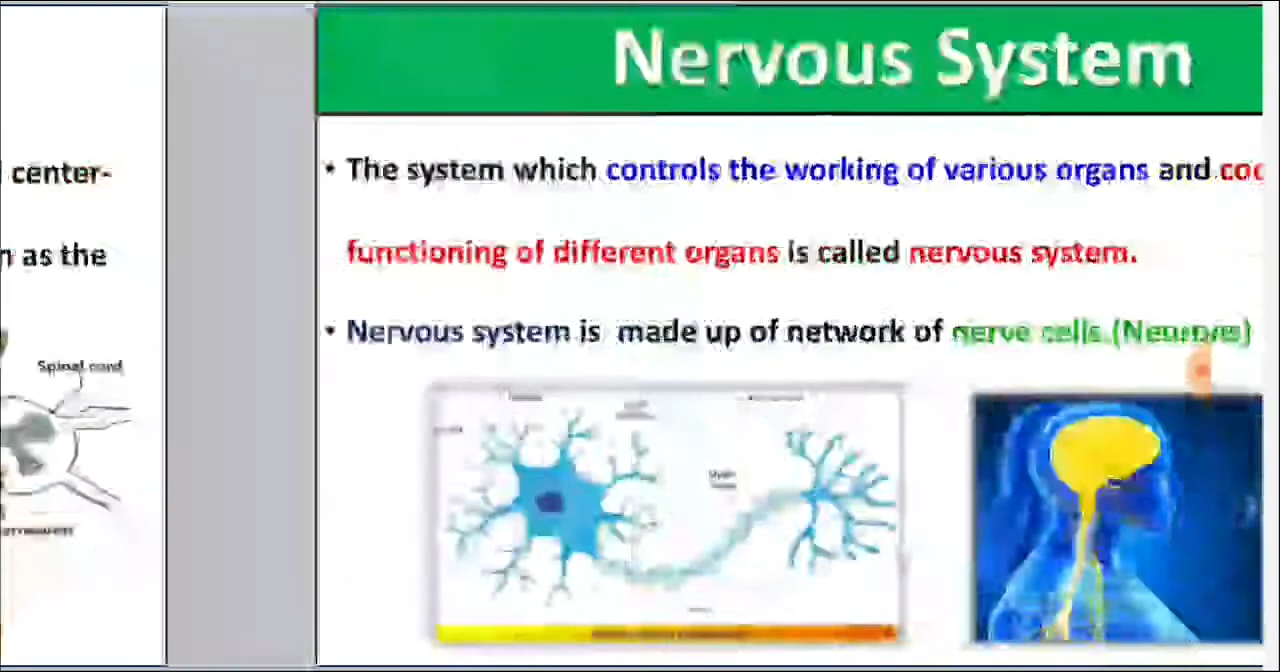 center-
as the
Spinal cord
Nervous System
• The system which controls the working of various organs and coo
functioning of different organs is called nervous system.
• Nervous system is made up of network of nerve cells.(Neurons)